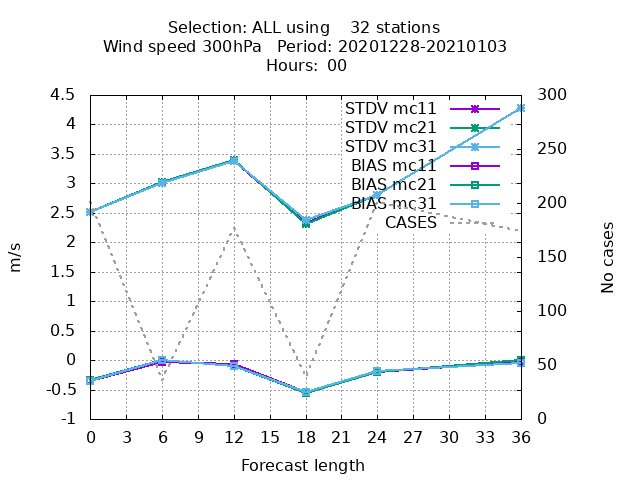 Selection: ALL using 32 stations
Wind speed 300hPa Period: 20201228-20210103
Hours: 00
4.5
4
3.5
3
2.5
2
1.5
1
0.5
0
-0.5
-1
m/s
STDV mc11
STDV mc21
STDV mc31
BIAS mc11
BIAS mc21
BIAS mc31
CASES
300
250
200
150
100
50
0
No cases
0 3 6 9 12 15 18 21 24 27 30 33 36
Forecast length